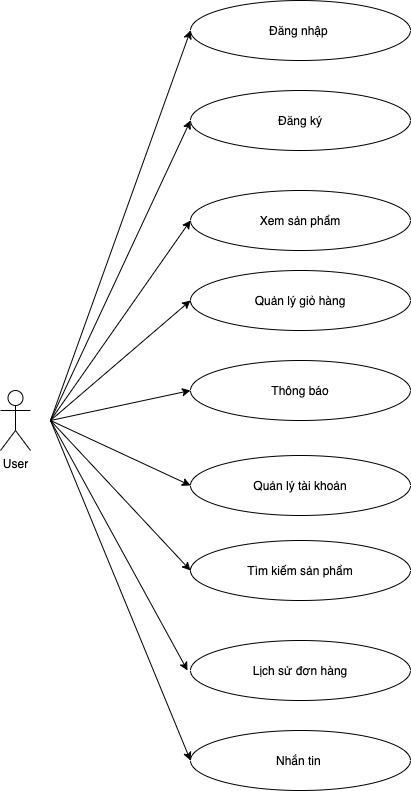 Đăng nhập
Đăng ký
Xem sản phẩm
Quản lý giỏ hàng
Thông báo
User
Quản lý tài khoản
Tìm kiếm sản phẩm
Lịch sử đơn hàng
Nhắn tin